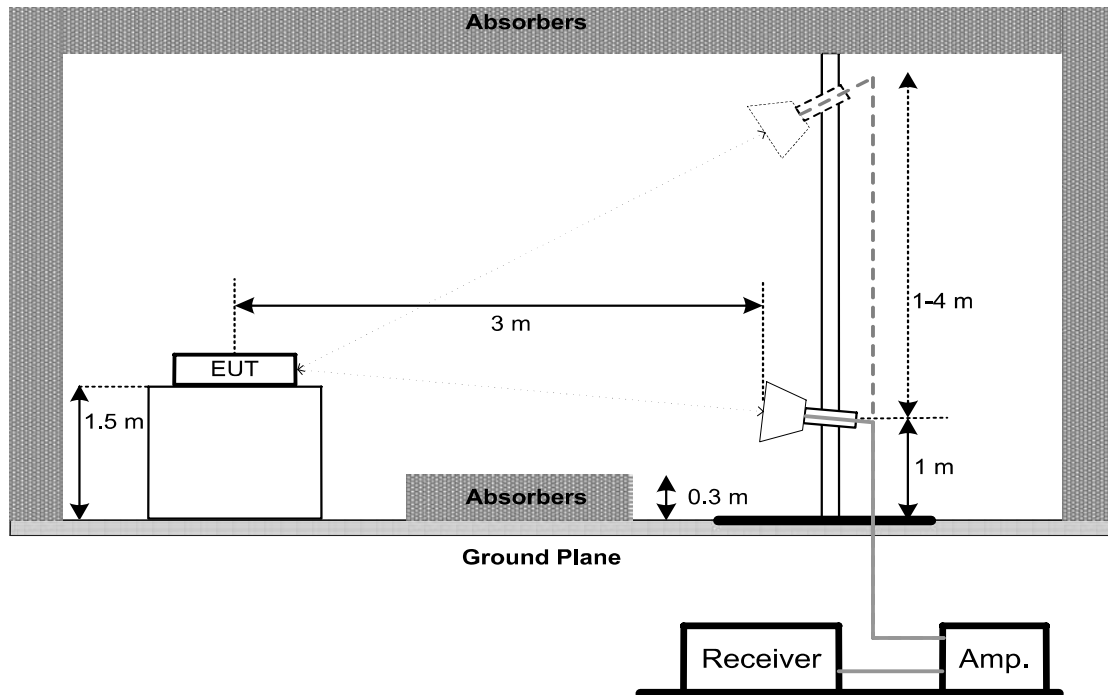 Absorbers
1-4 m
3 m
EUT
1.5 m
1 m
Absorbers
0.3 m
Ground Plane
Receiver
Amp.